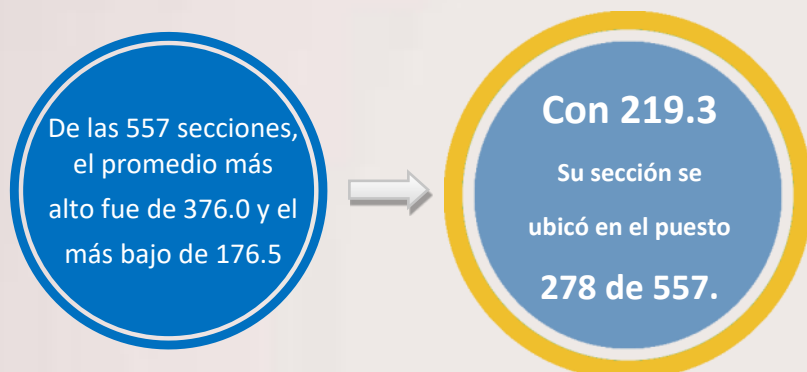 De las 557 secciones,
el promedio más
alto fue de 376.0 y el
más bajo de 176.5
Con 219.3
Su sección se
ubicó en el puesto
278 de 557.